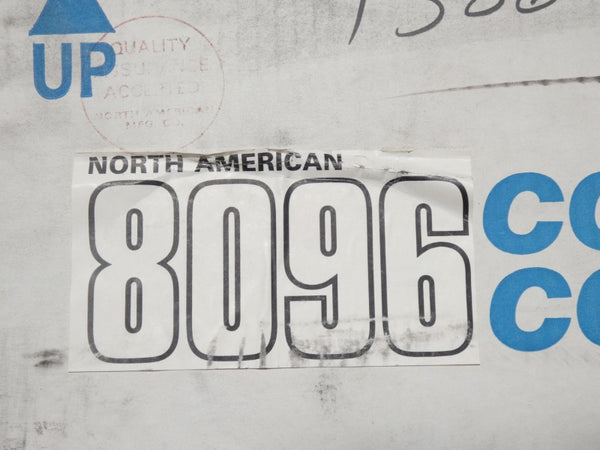 UP
QUALITY
ASSURANCE
ACCEPTED
NORTH AMERICAN
MFG. CO.
NORTH AMERICAN
8096